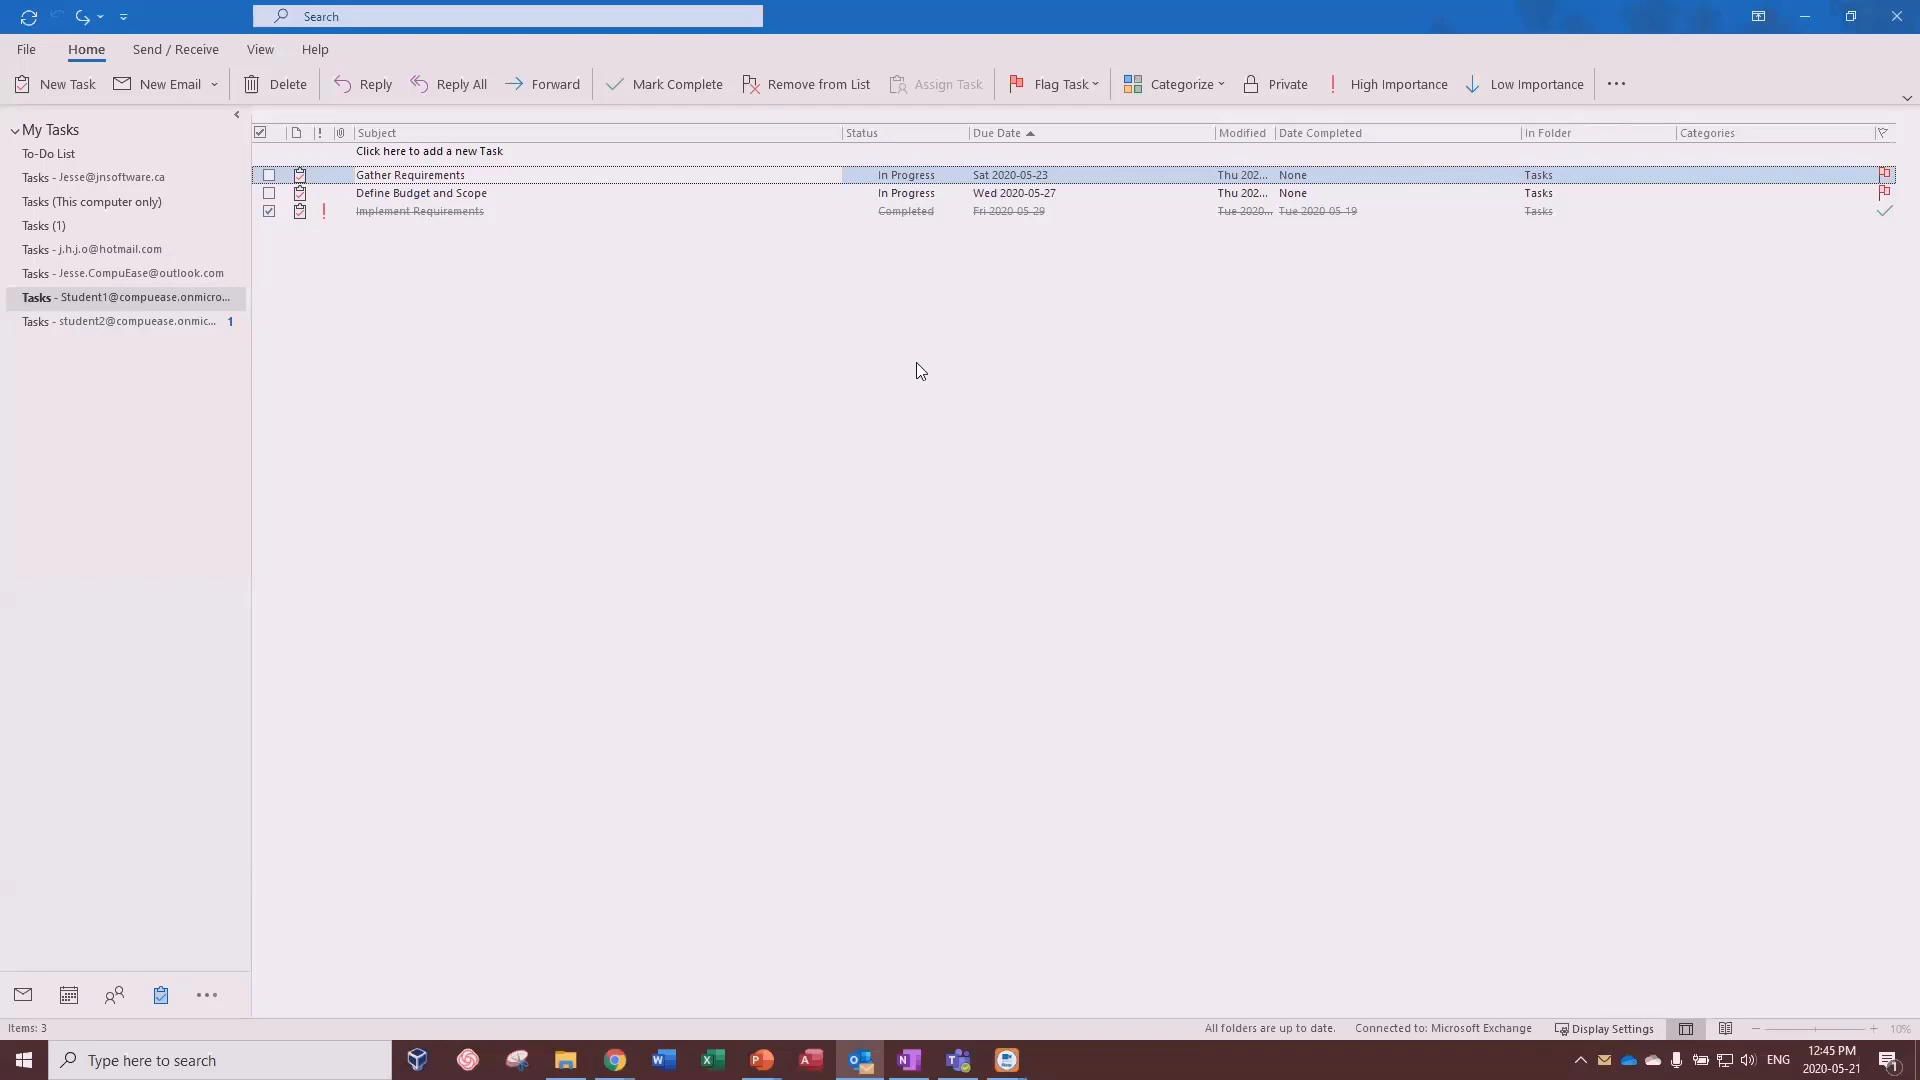 Search
File Home Send / Receive View Help
New Task New Email Delete Reply Reply All Forward Mark Complete Remove from List Assign Task Flag Task Categorize Private ! High Importance Low Importance ...
My Tasks
To-Do List
Tasks - Jesse@jnsoftware.ca
Tasks (This computer only)
Tasks (1)
Tasks - j.h.j.o@hotmail.com
Tasks - Jesse.CompuEase@outlook.com
Tasks - Student1@compuease.onmicro...
Tasks - student2@compuease.onmic... 1
! Subject Status Due Date Modified Date Completed In Folder Categories
Click here to add a new Task
Gather Requirements In Progress Sat 2020-05-23 Thu 202... None Tasks
Define Budget and Scope In Progress Wed 2020-05-27 Thu 202... None Tasks
! Implement Requirements Completed Fri 2020-05-29 Tue 2020... Tue 2020-05-19 Tasks
Items: 3 All folders are up to date. Connected to: Microsoft Exchange Display Settings 10%
Type here to search
ENG 12:45 PM
2020-05-21
1